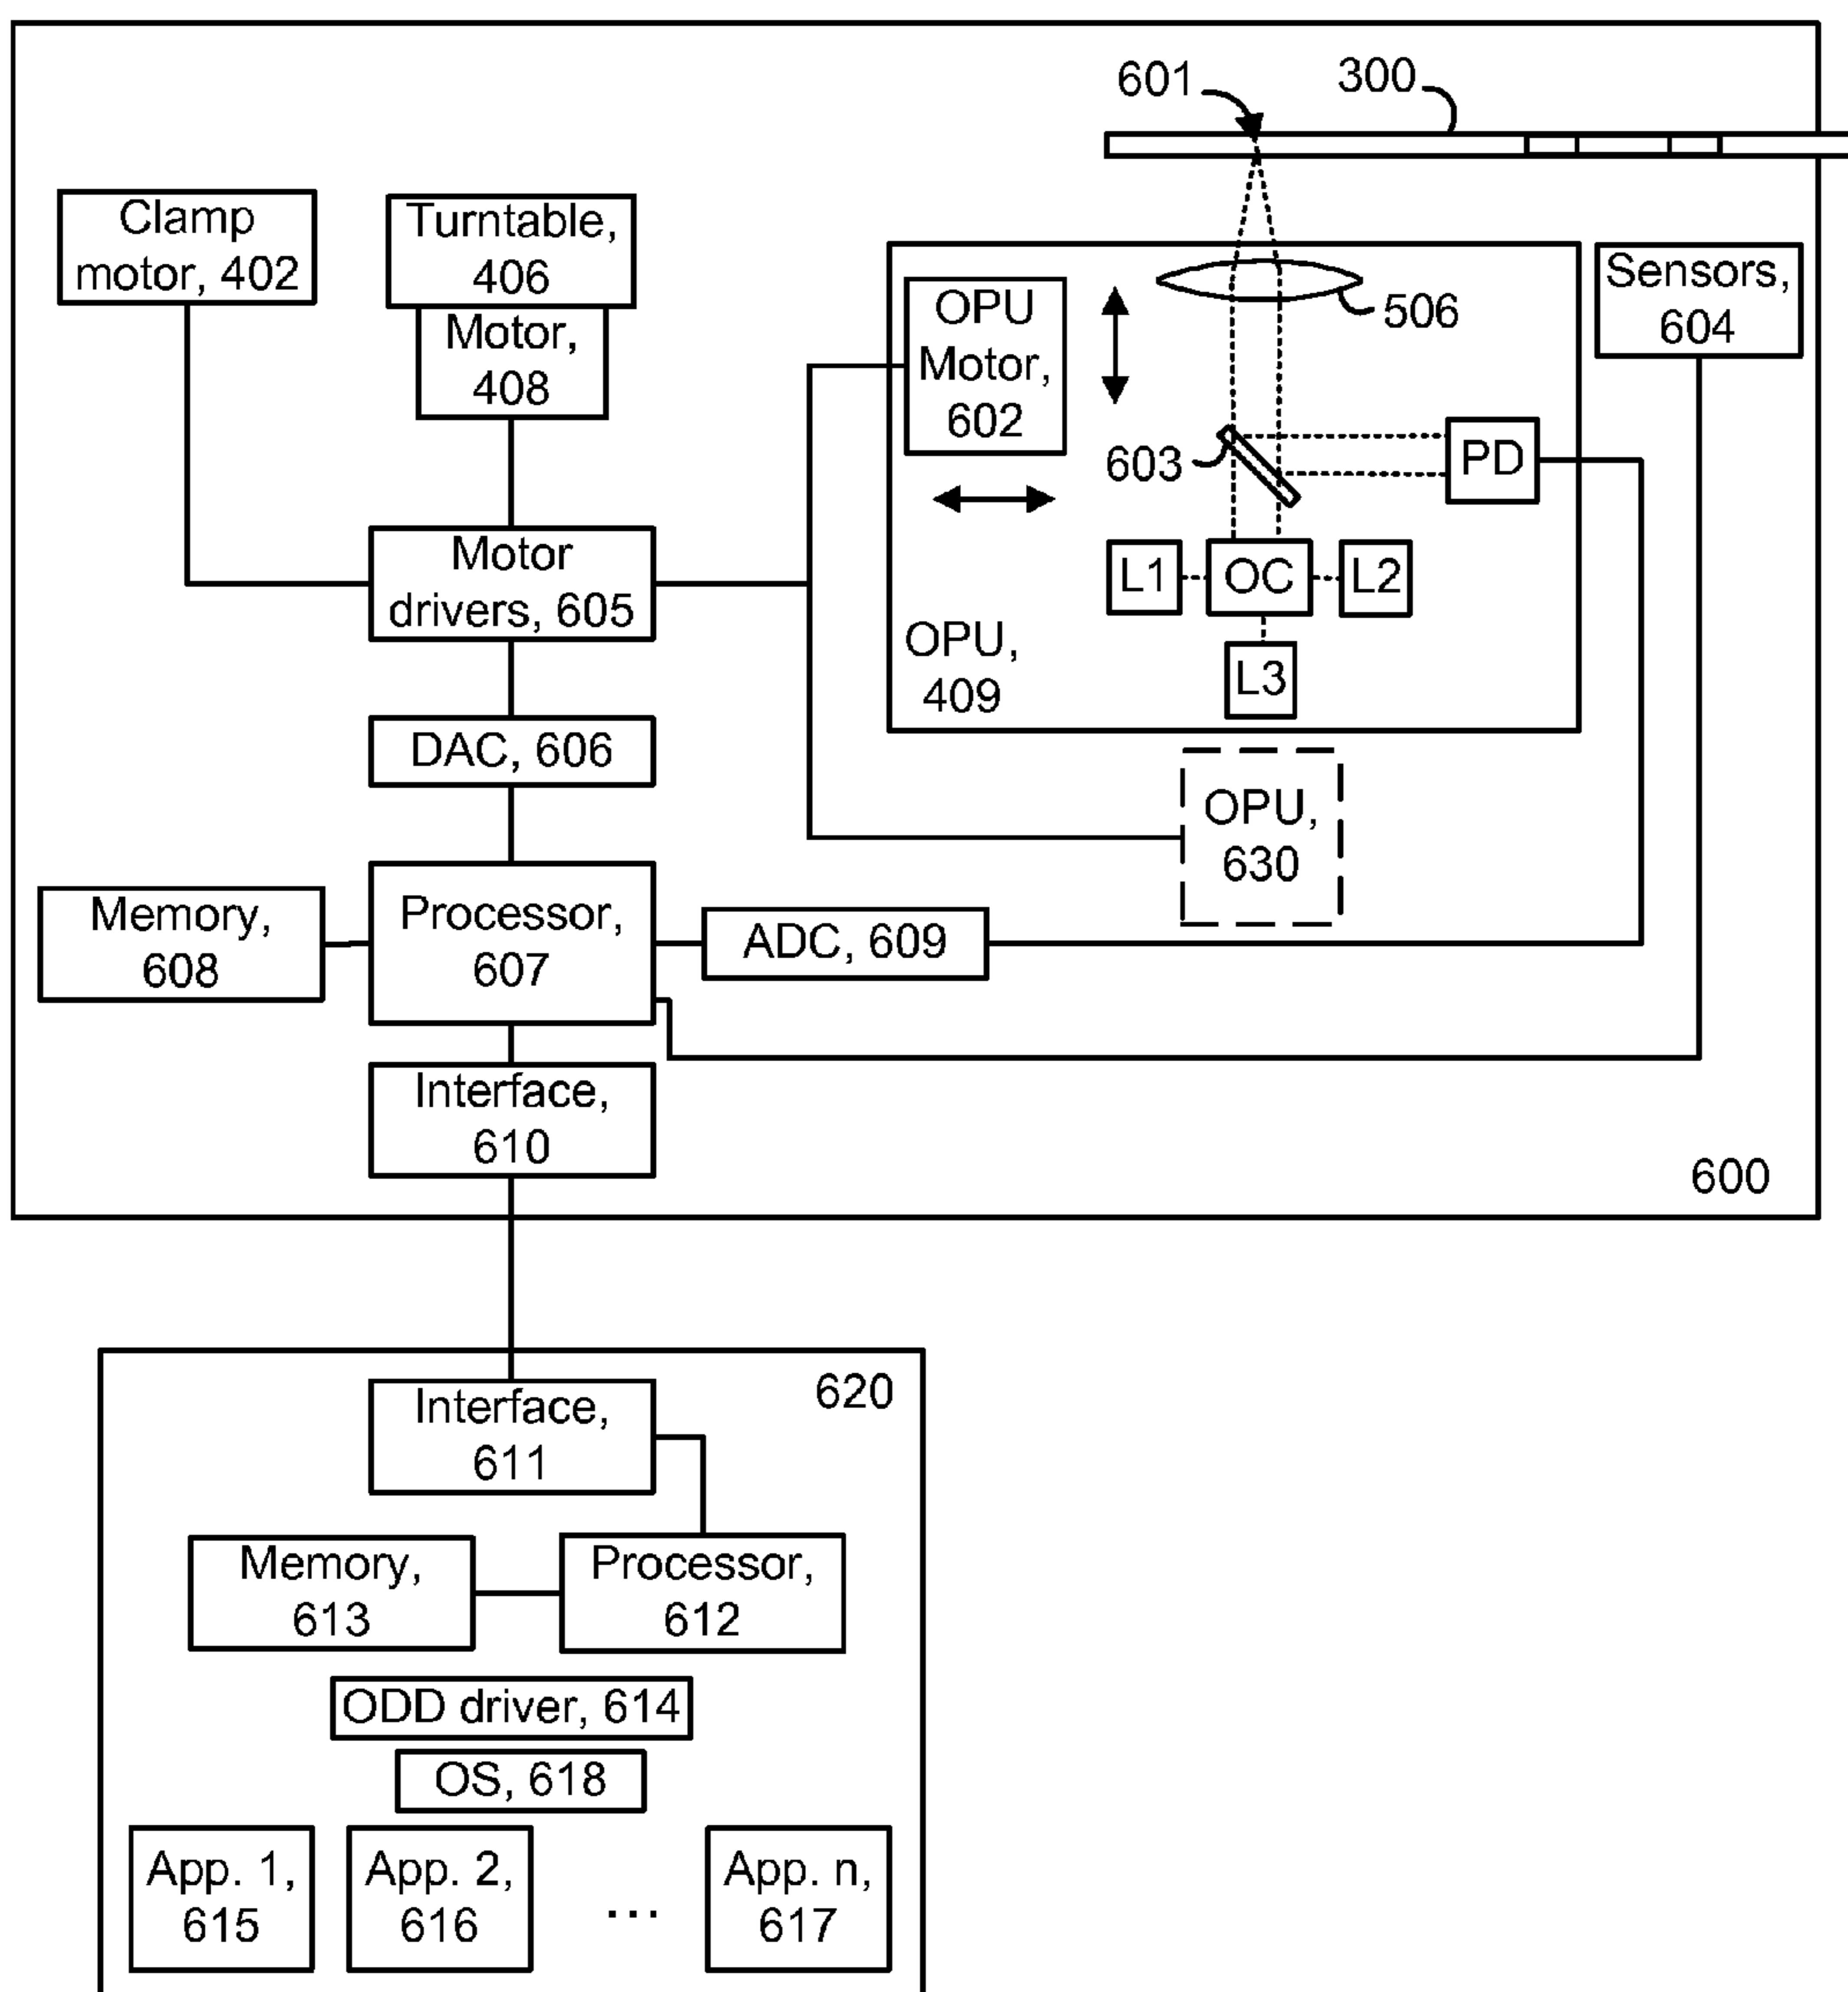 601
300
Clamp
motor, 402
Turntable,
406
Motor,
408
OPU
Motor,
602
506
Sensors,
604
603
PD
L1
OC
L2
L3
OPU,
409
Motor
drivers, 605
DAC, 606
OPU,
630
Memory,
608
Processor,
607
ADC, 609
Interface,
610
600
620
Interface,
611
Memory,
613
Processor,
612
ODD driver, 614
OS, 618
App. 1,
615
App. 2,
616
...
App. n,
617